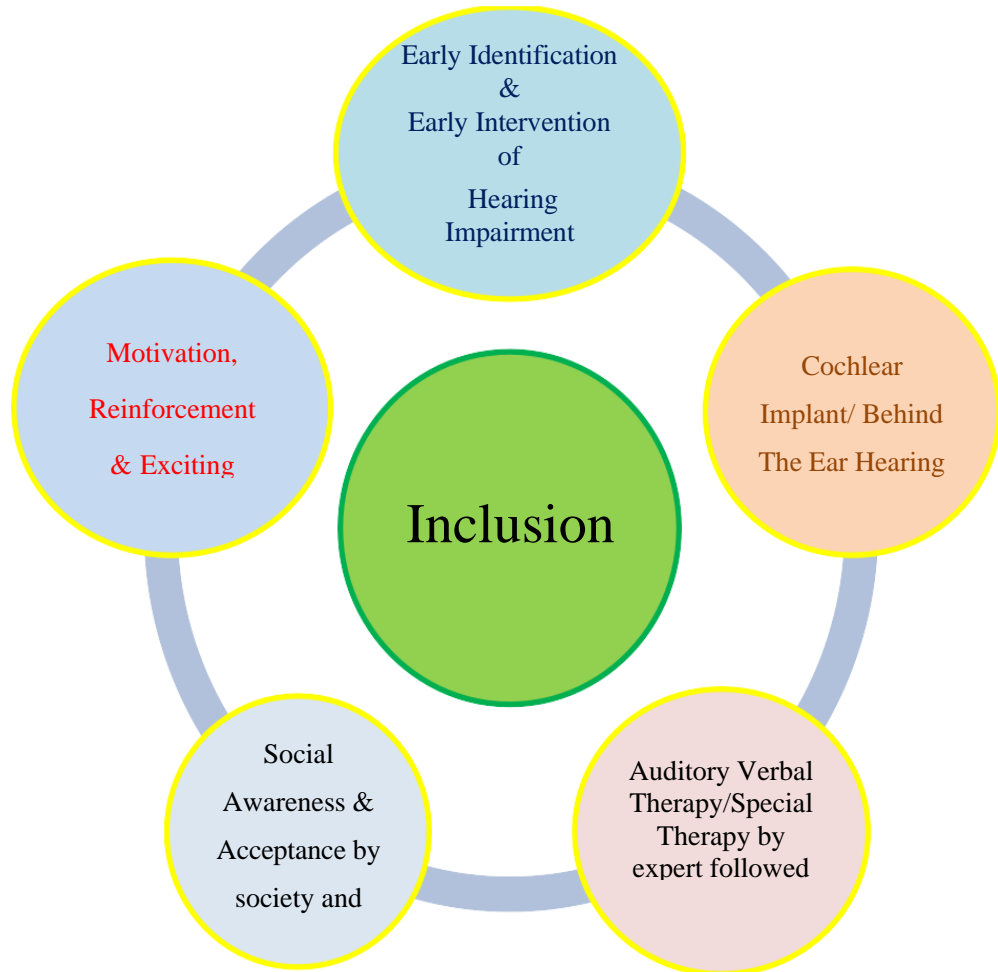 Early Identification
&
Early Intervention
of
Hearing
Impairment
Cochlear
Implant/ Behind
The Ear Hearing
Auditory Verbal
Therapy/Special
Therapy by
expert followed
Social
Awareness &
Acceptance by
society and
Motivation,
Reinforcement
& Exciting
Inclusion